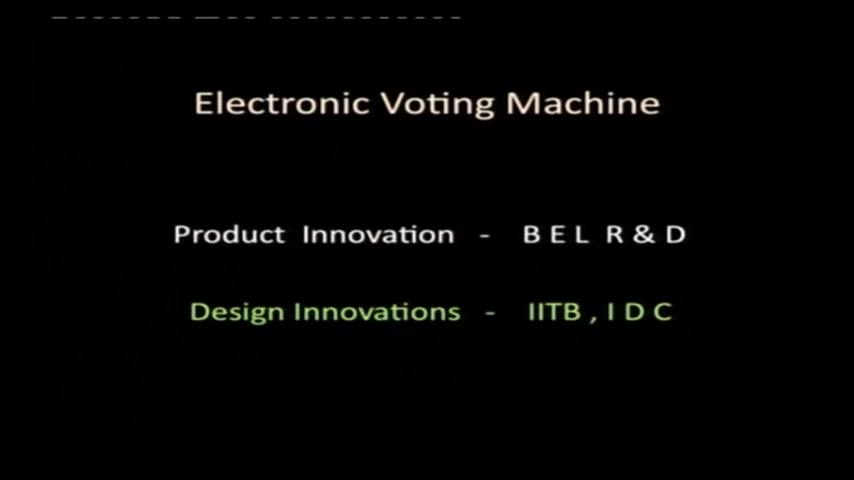 Electronic Voting Machine
Product Innovation - B E L R & D
Design Innovations - IITB , I D C